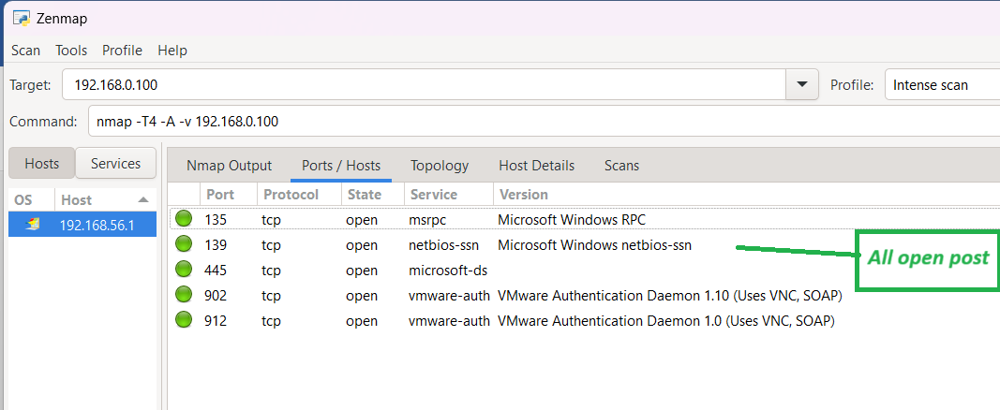 Zenmap
Scan Tools Profile Help
Target: 192.168.0.100 Profile: Intense scan
Command: nmap -T4 -A -v 192.168.0.100
Hosts Services Nmap Output Ports / Hosts Topology Host Details Scans
OS Host Port Protocol State Service Version
192.168.56.1 135 tcp open msrpc Microsoft Windows RPC
139 tcp open netbios-ssn Microsoft Windows netbios-ssn
All open post
445 tcp open microsoft-ds
902 tcp open vmware-auth VMware Authentication Daemon 1.10 (Uses VNC, SOAP)
912 tcp open vmware-auth VMware Authentication Daemon 1.0 (Uses VNC, SOAP)